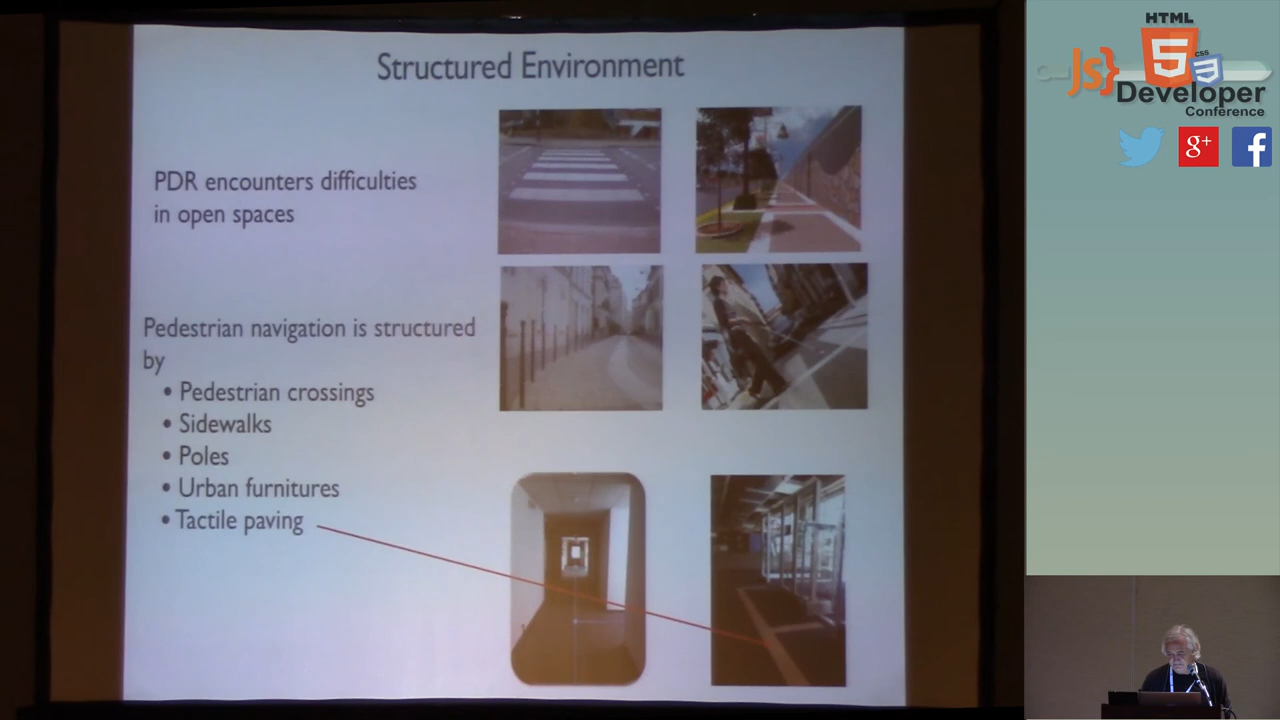 Structured Environment
PDR encounters difficulties
in open spaces
Pedestrian navigation is structured
by
• Pedestrian crossings
• Sidewalks
• Poles
• Urban furnitures
• Tactile paving
HTML
5
JS}
CSS
3
Developer
Conference
g+
f